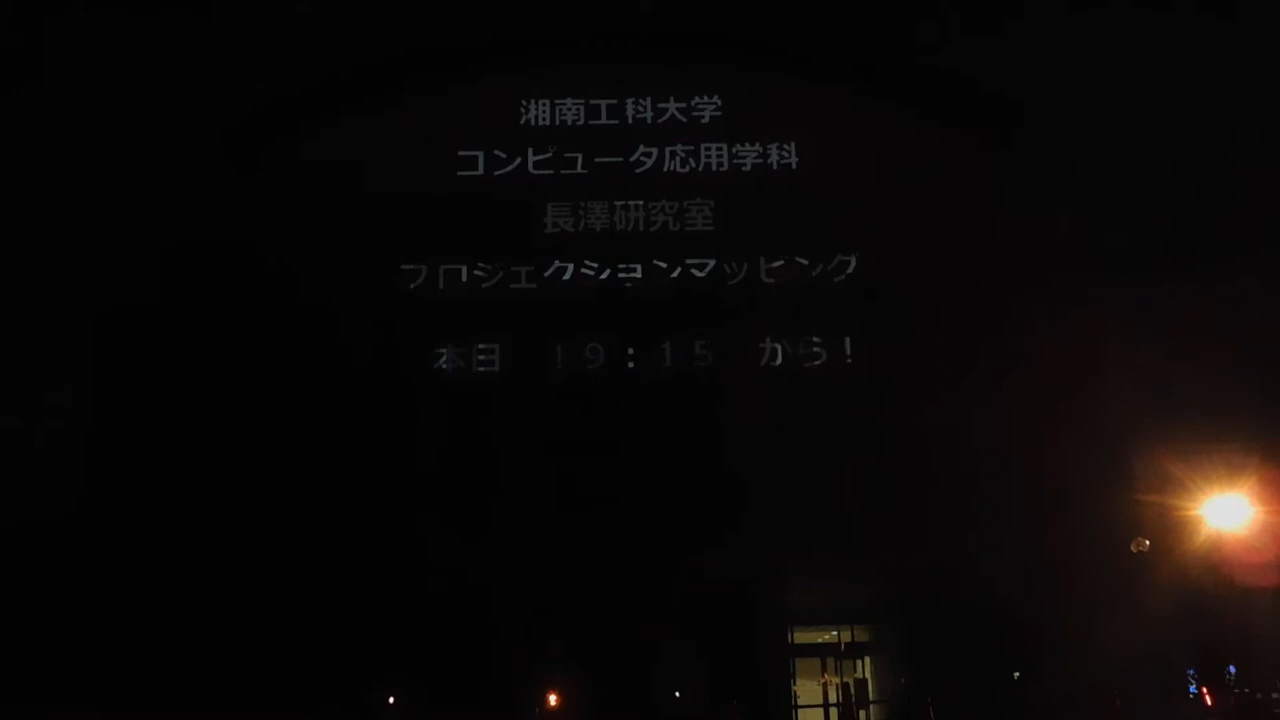 湘南工科大学
コンピュータ応用学科
長澤研究室
プロジェクションマッピング
本日 19:15 から!